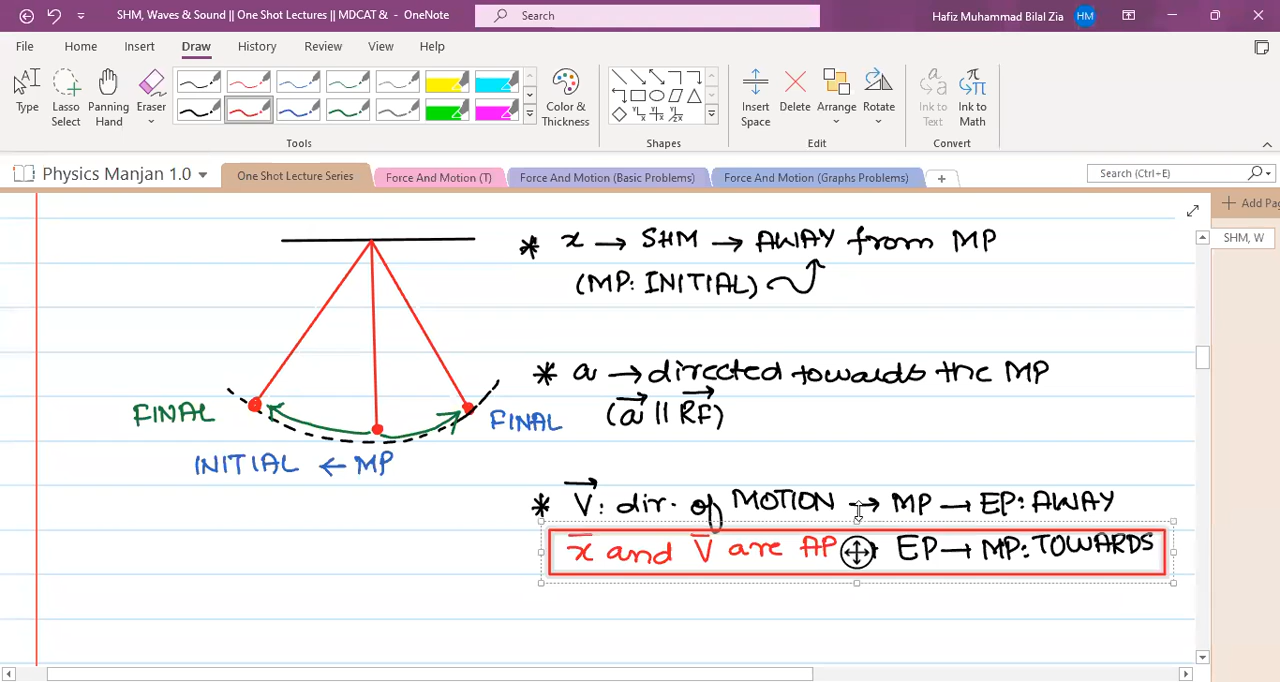 SHM, Waves & Sound || One Shot Lectures || MDCAT & - OneNote
Search
Hafiz Muhammad Bilal Zia HM
File Home Insert Draw History Review View Help
Type
Lasso Select
Panning Hand
Eraser
Color & Thickness
Insert Space
Delete
Arrange
Rotate
Ink to Text
Ink to Math
Tools Shapes Edit Convert
Physics Manjan 1.0
One Shot Lecture Series
Force And Motion (T)
Force And Motion (Basic Problems)
Force And Motion (Graphs Problems)
Search (Ctrl+E)
Add Pag
SHM, W
* x → SHM → AWAY from MP
(MP: INITIAL)
* a → directed towards the MP
(a || RF)
FINAL
FINAL
INITIAL ← MP
* V: dir. of MOTION → MP → EP: AWAY
x and V are AP EP → MP: TOWARDS